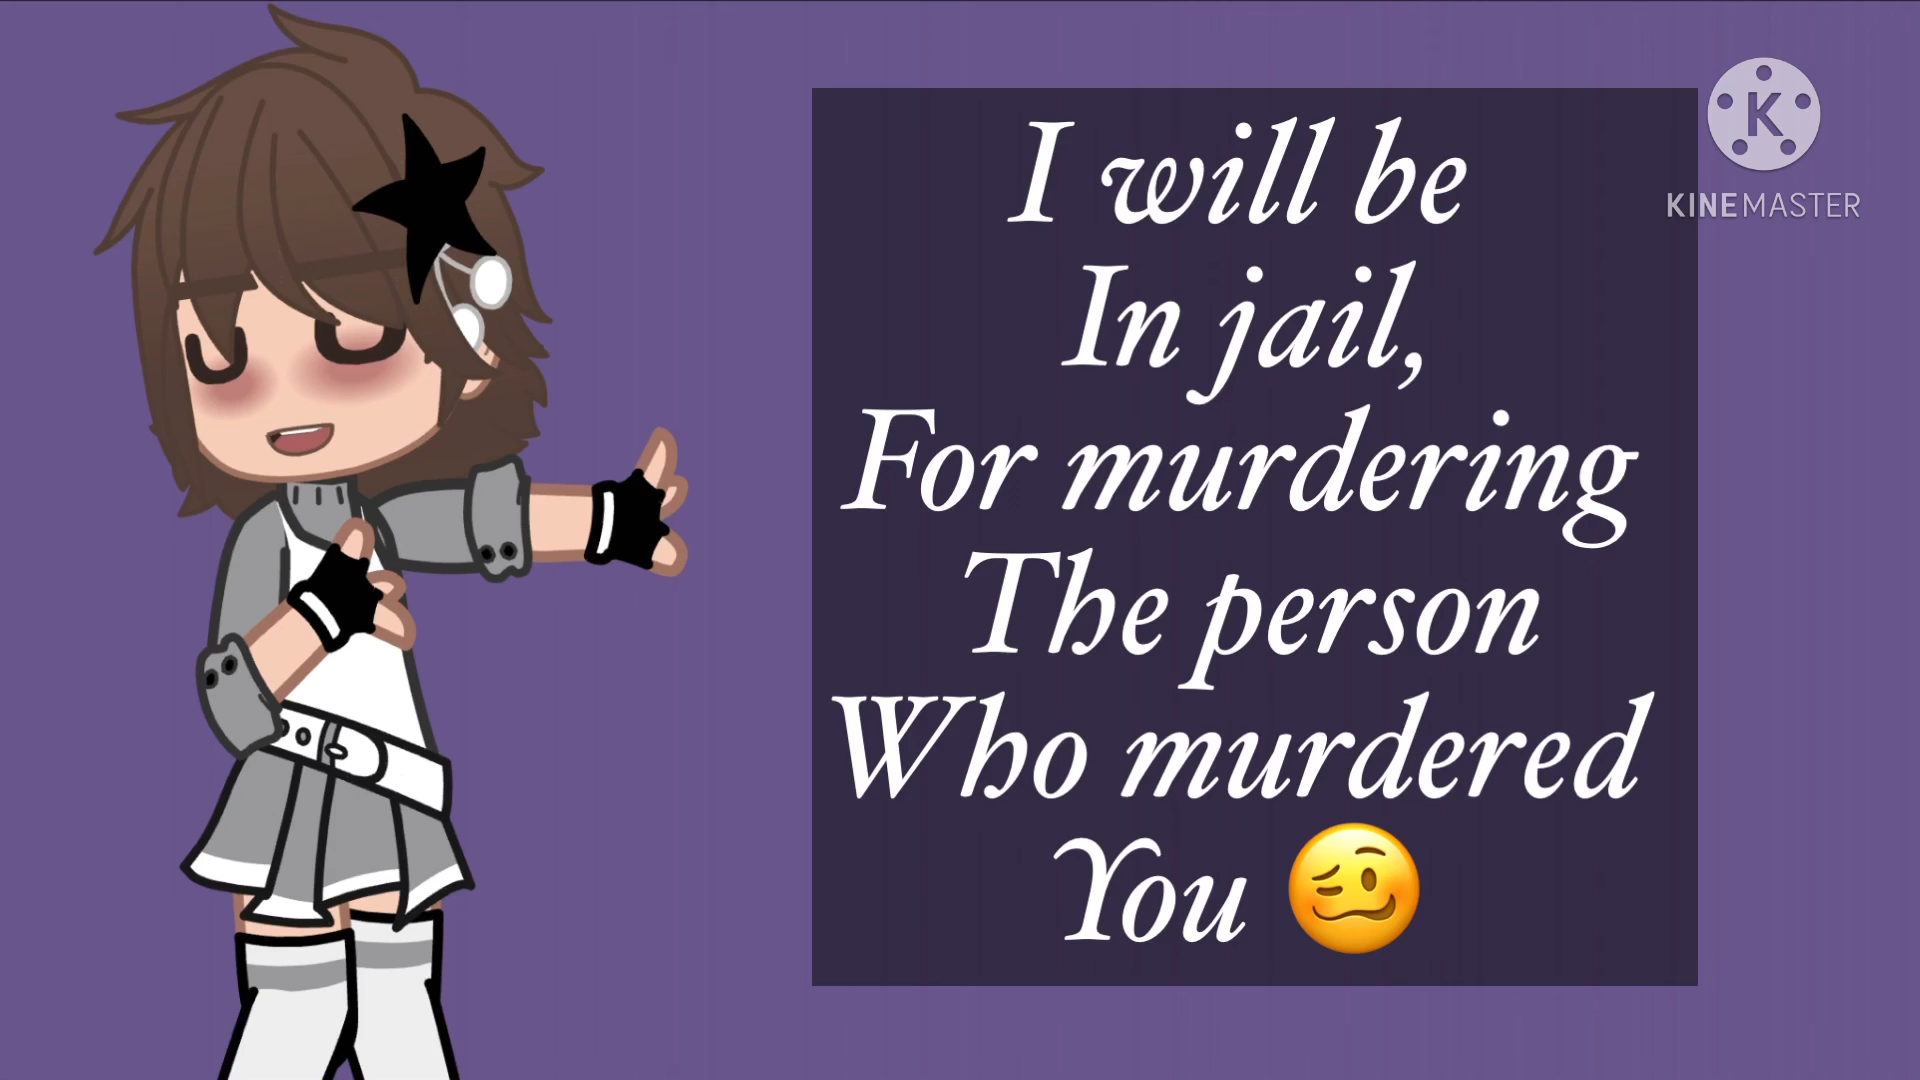 I will be
In jail,
For murdering
The person
Who murdered
You 🥴
K
KINEMASTER